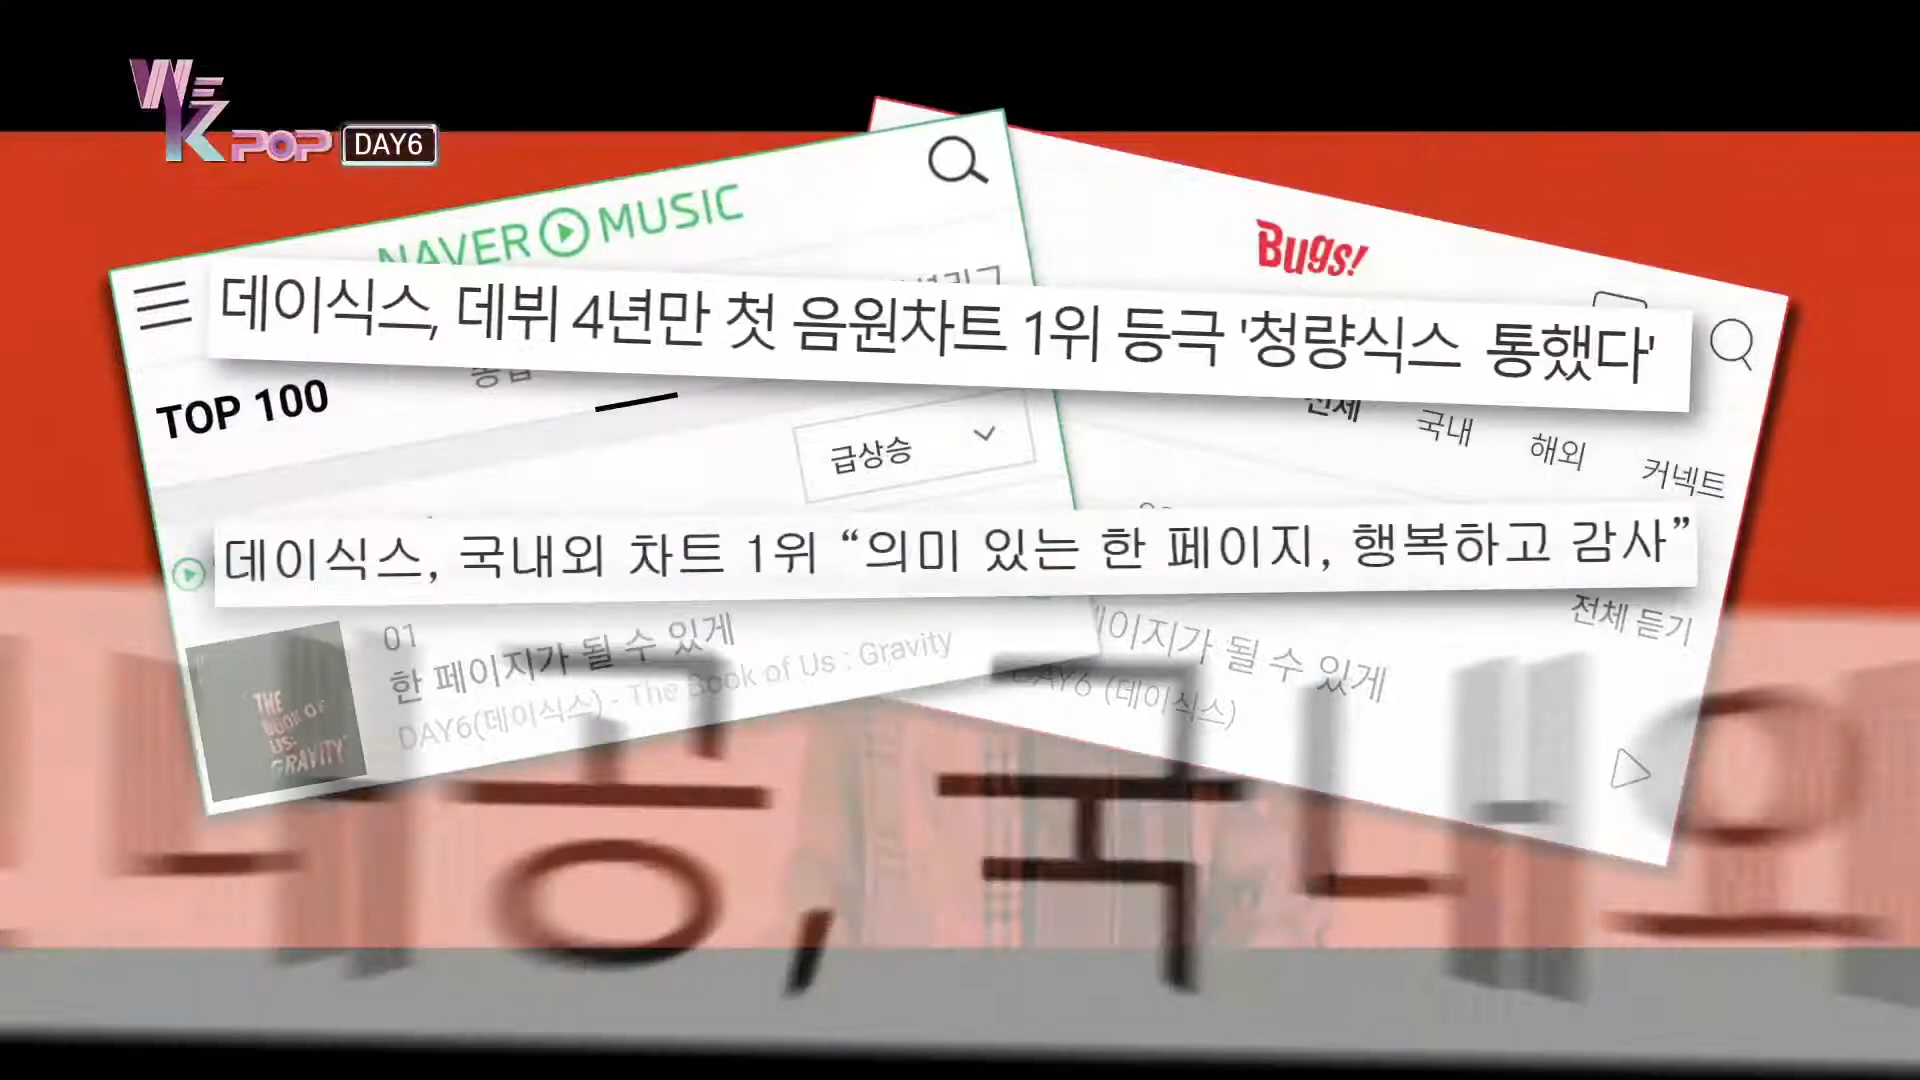 WE K POP DAY6
NAVER MUSIC
Bugs!
데이식스, 데뷔 4년만 첫 음원차트 1위 등극 '청량식스 통했다'
TOP 100
전체 국내 해외 커넥트
급상승
데이식스, 국내외 차트 1위 “의미 있는 한 페이지, 행복하고 감사”
전체 듣기
01
한 페이지가 될 수 있게
DAY6(데이식스) - The Book of Us : Gravity
THE
BOOK OF
US:
GRAVITY
페이지가 될 수 있게
DAY6 (데이식스)
국내외